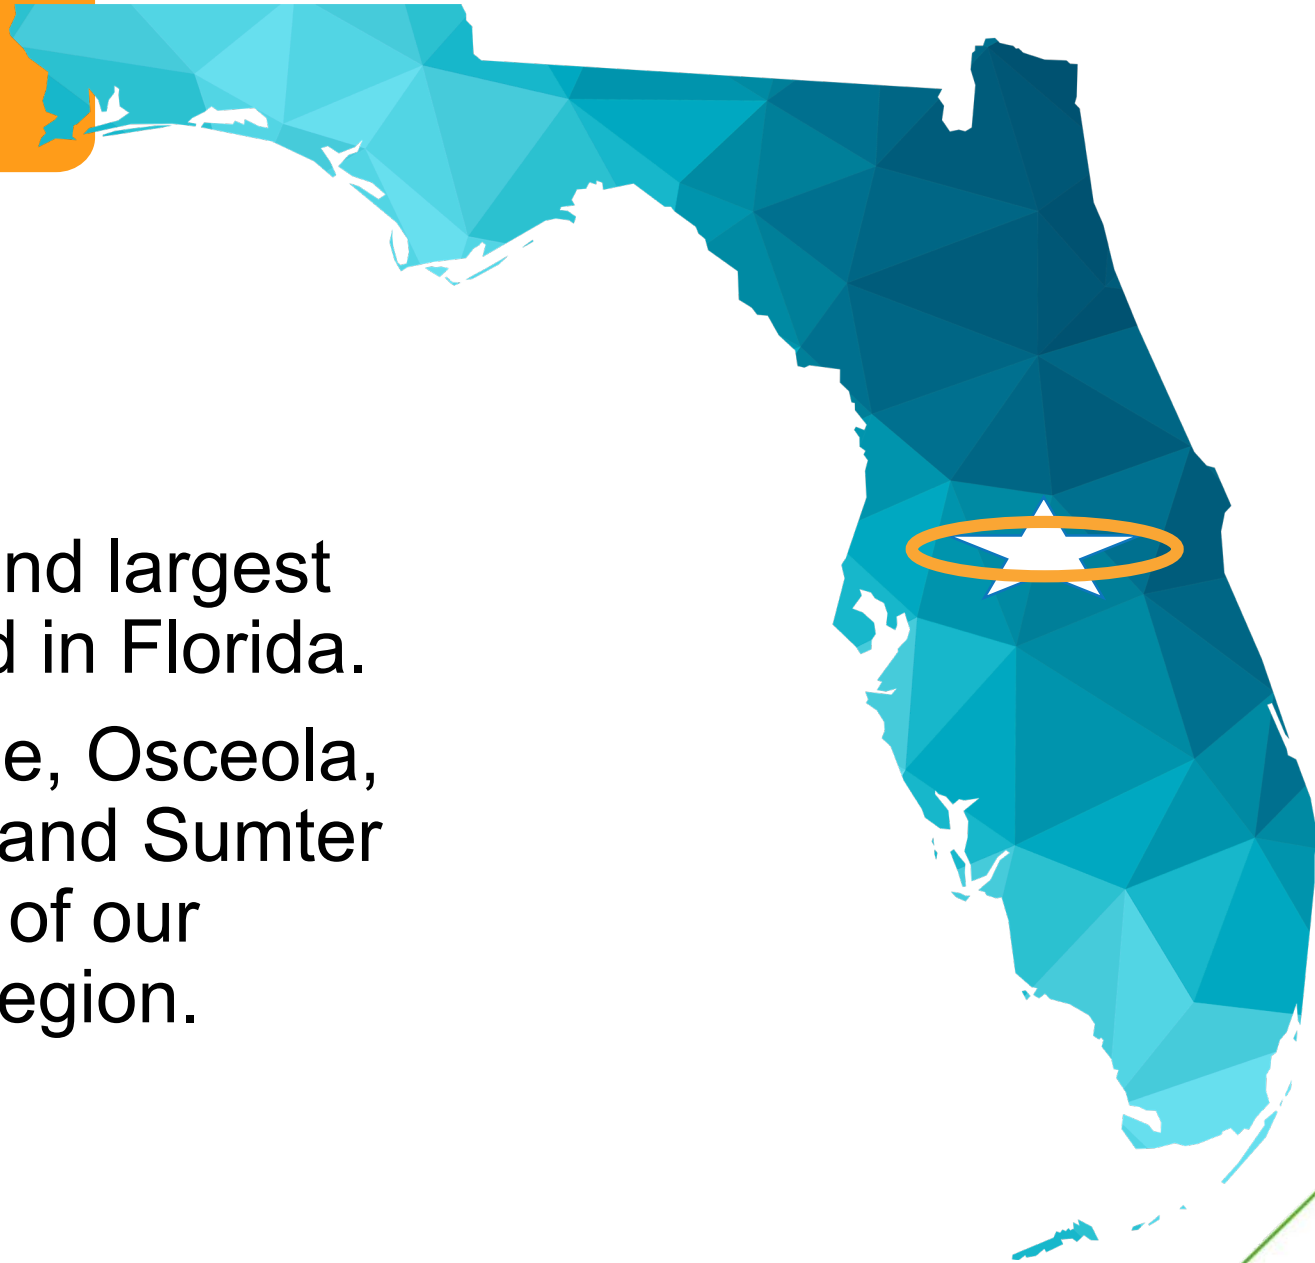 nd largest
d in Florida.
e, Osceola,
and Sumter
of our
egion.